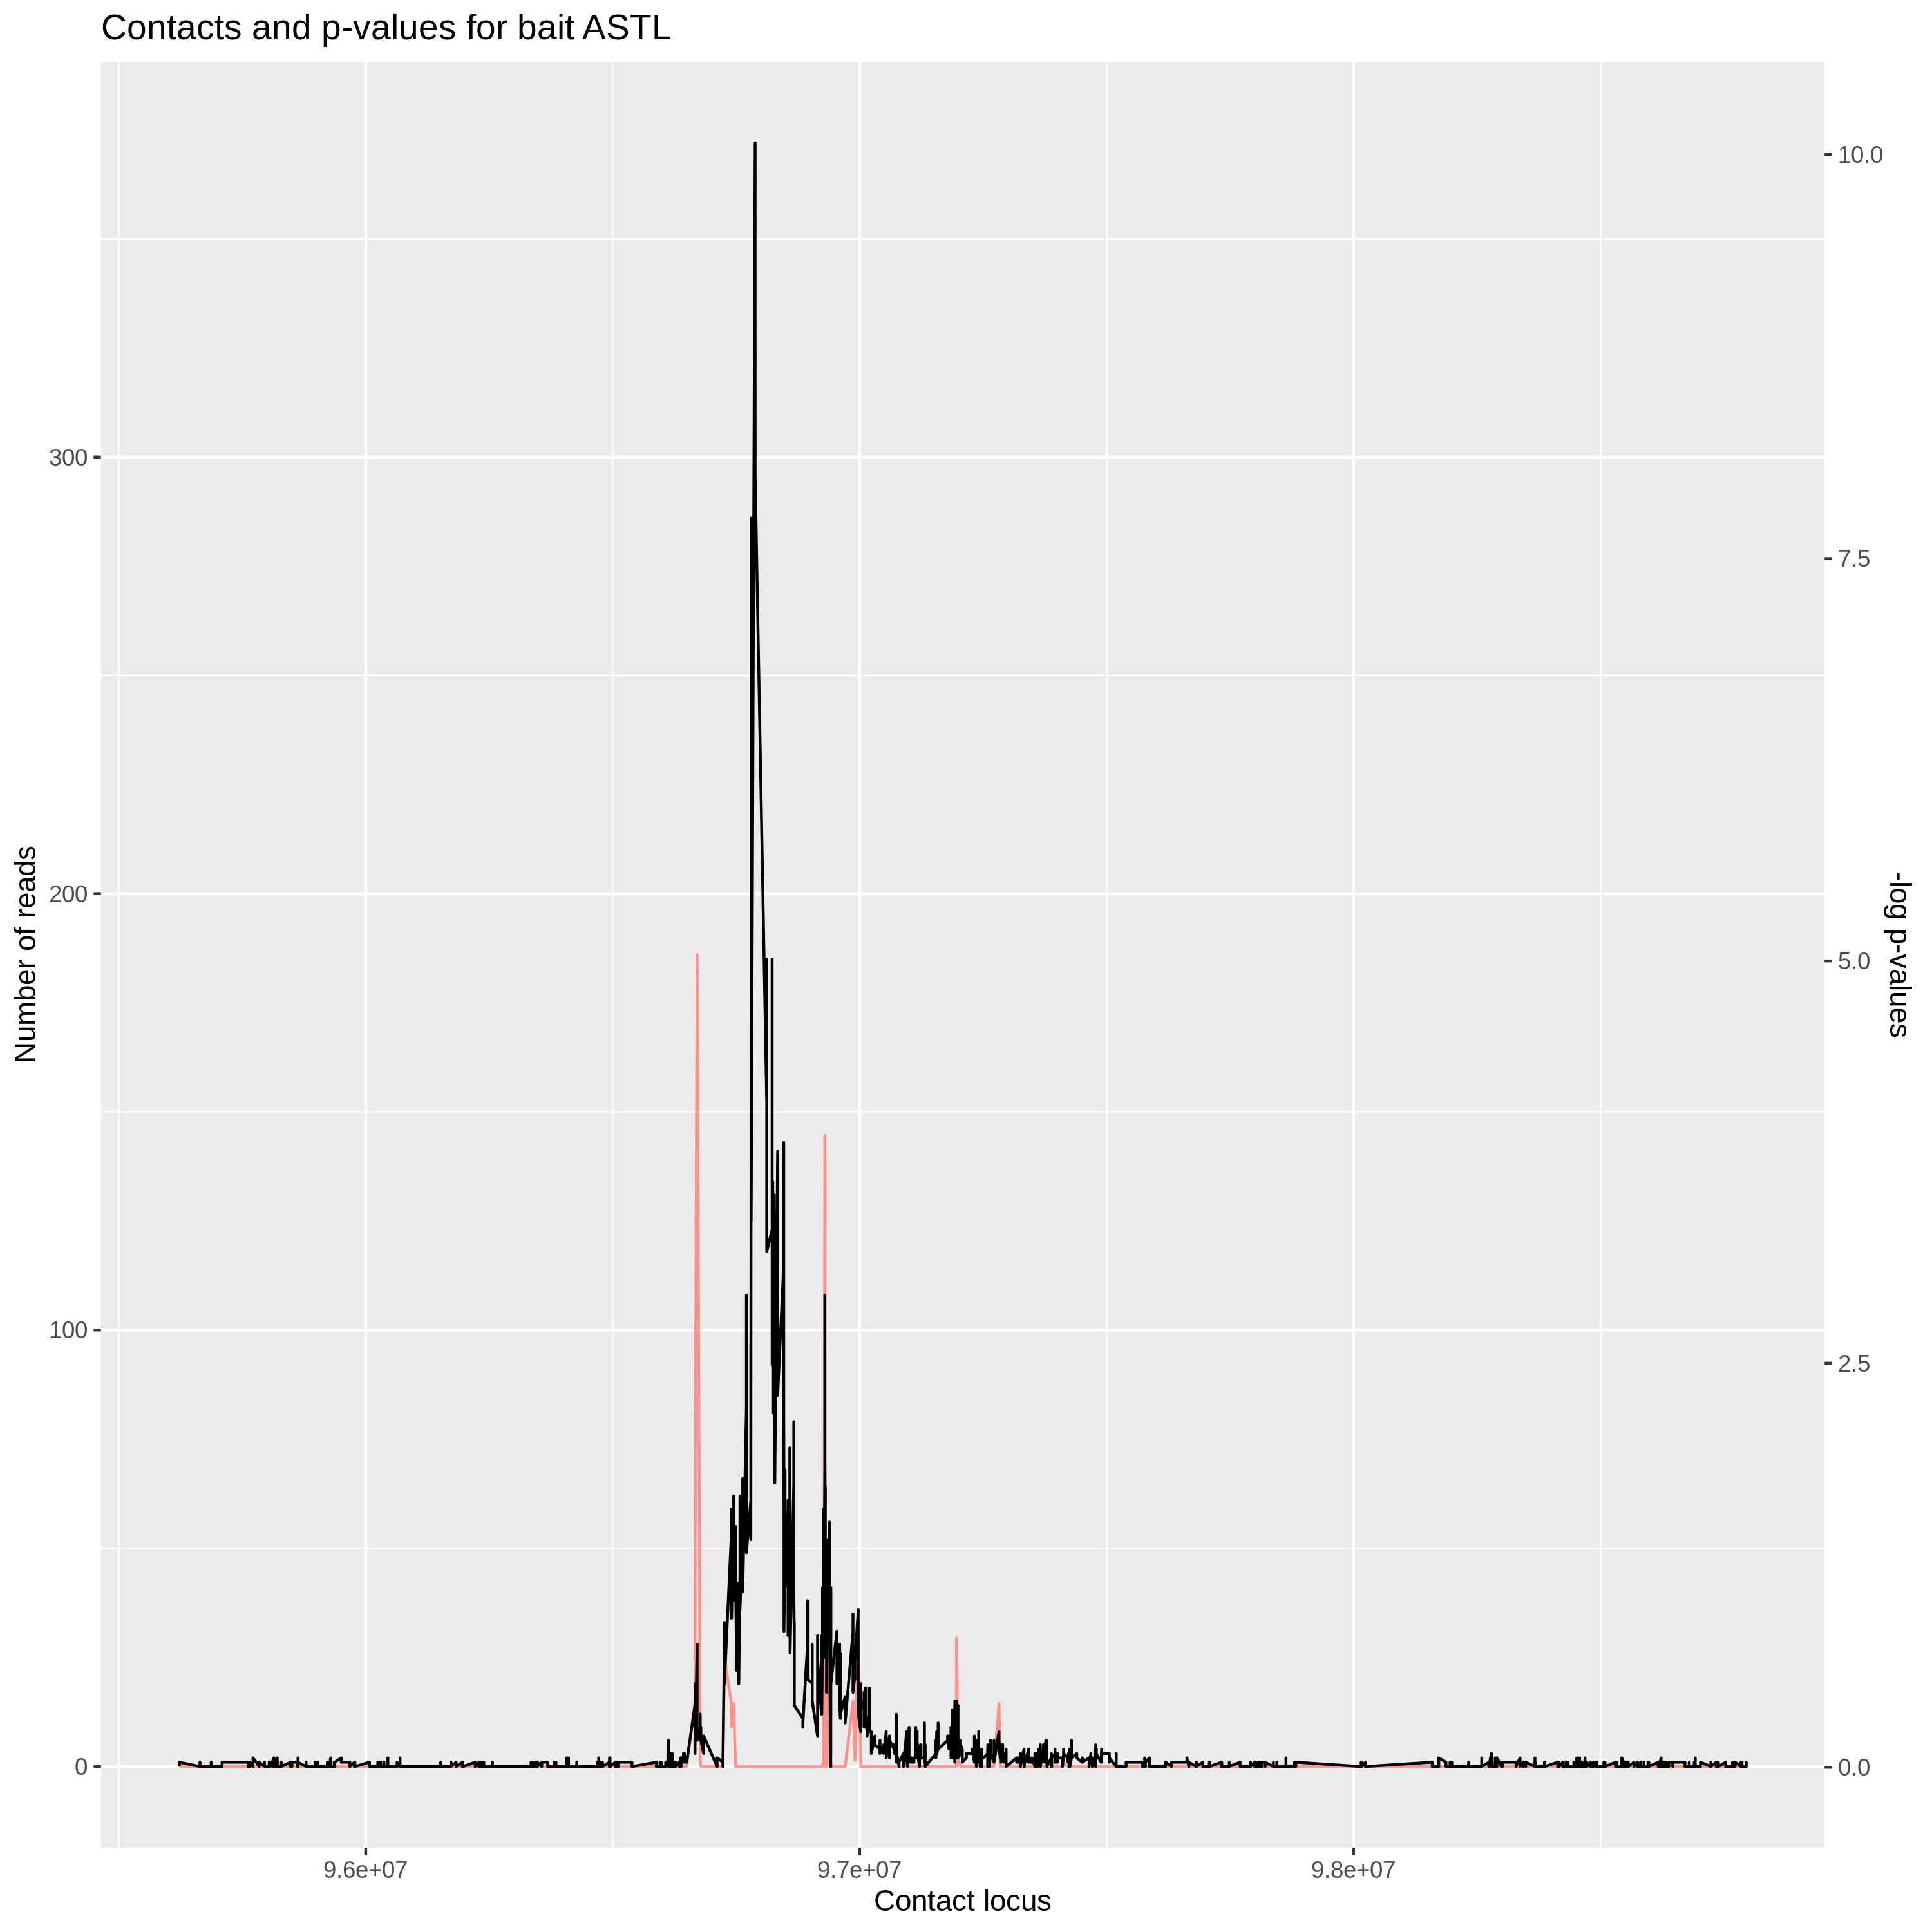 Contacts and p-values for bait ASTL
10.0
300
7.5
Number of reads
200
5.0
-log p-values
100
2.5
0
0.0
9.6e+07
9.7e+07
9.8e+07
Contact locus